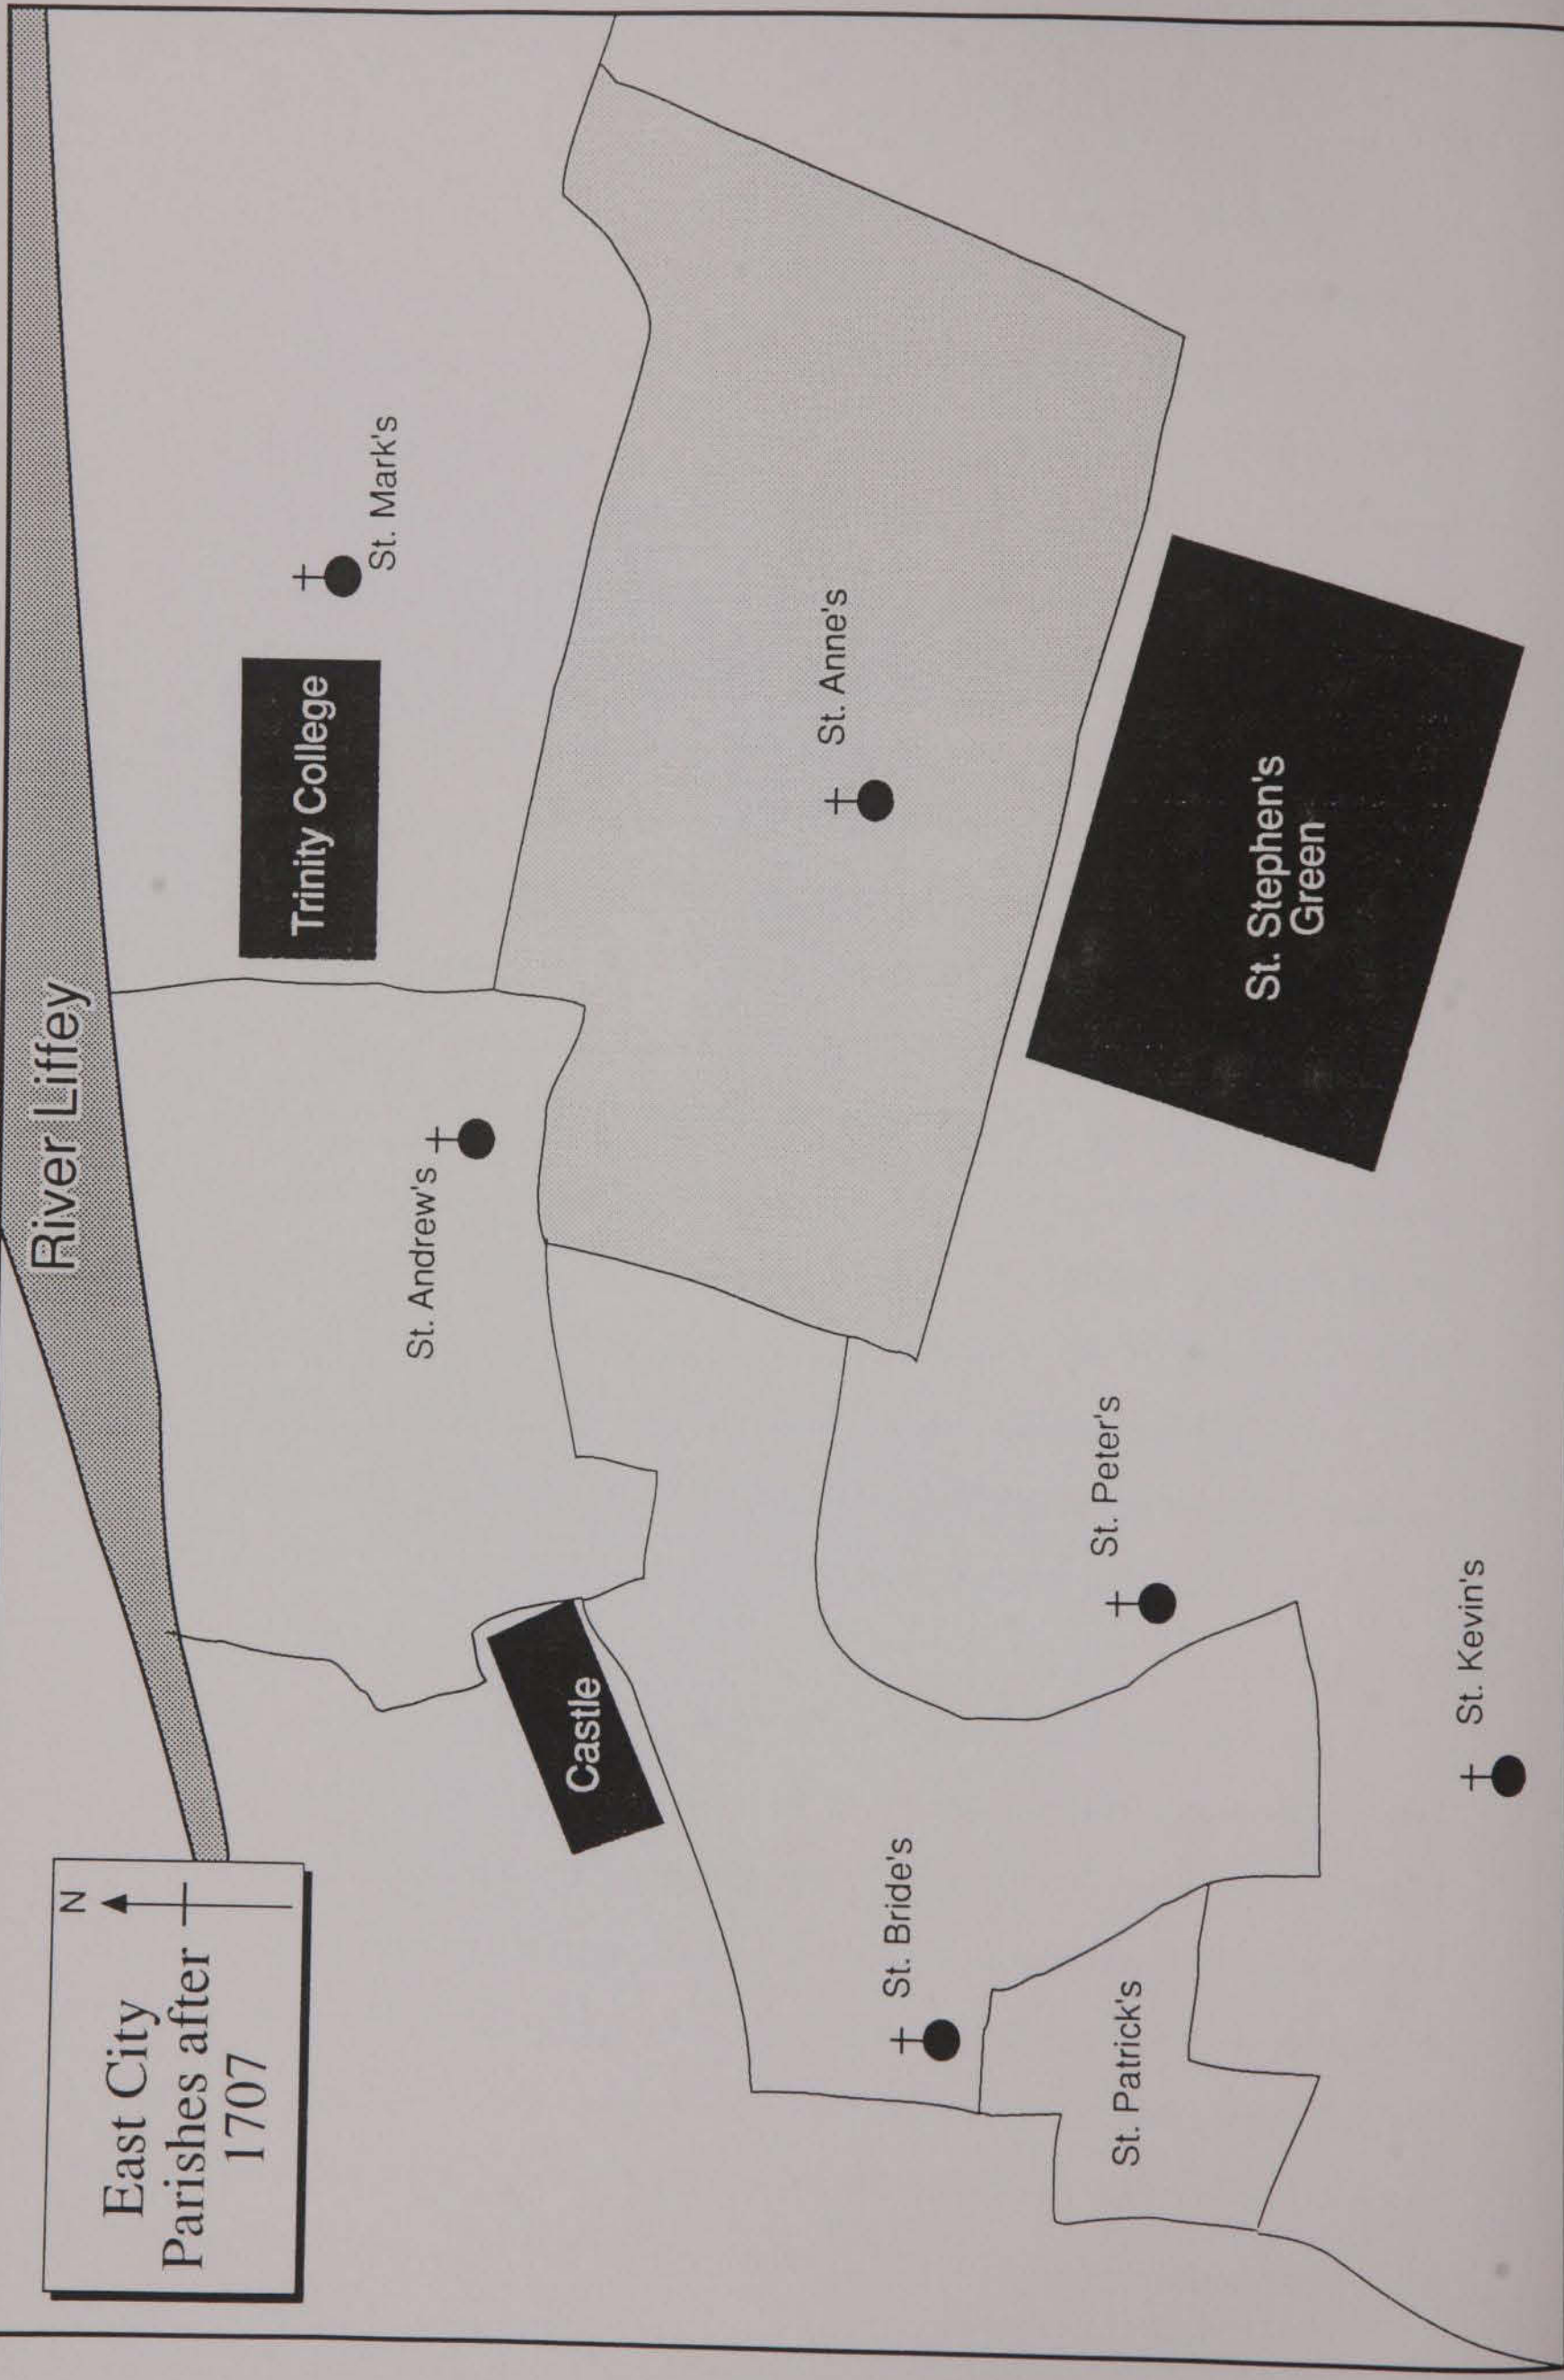 East City
Parishes after
1707
N
River Liffey
Trinity College
St. Mark's
St. Andrew's
Castle
St. Anne's
St. Bride's
St. Peter's
St. Stephen's
Green
St. Patrick's
St. Kevin's